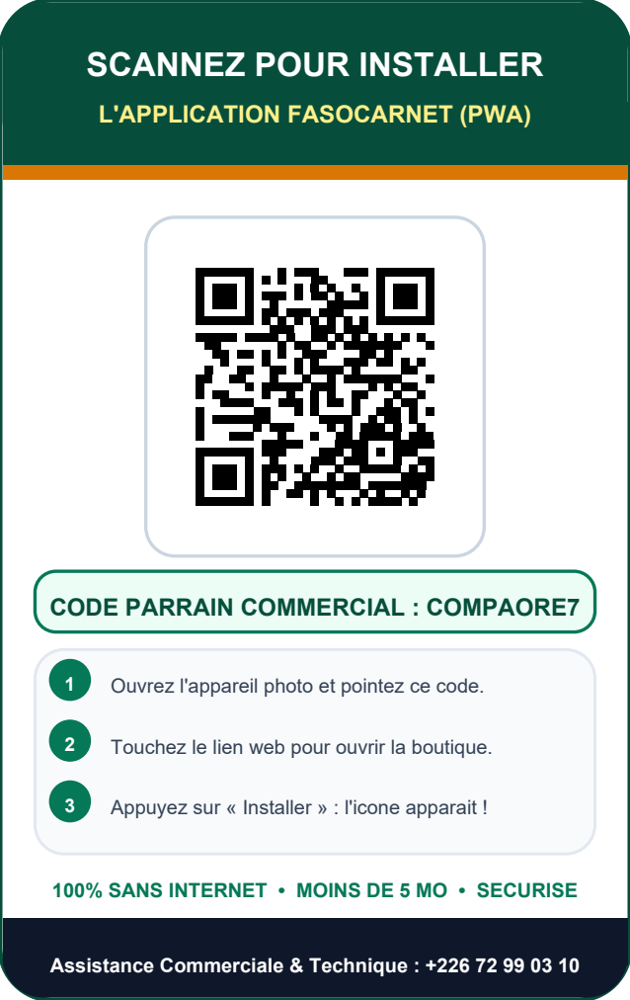 SCANNEZ POUR INSTALLER
L'APPLICATION FASOCARNET (PWA)
CODE PARRAIN COMMERCIAL : COMPAORE7
1 Ouvrez l'appareil photo et pointez ce code.
2 Touchez le lien web pour ouvrir la boutique.
3 Appuyez sur « Installer » : l'icone apparait !
100% SANS INTERNET • MOINS DE 5 MO • SECURISE
Assistance Commerciale & Technique : +226 72 99 03 10